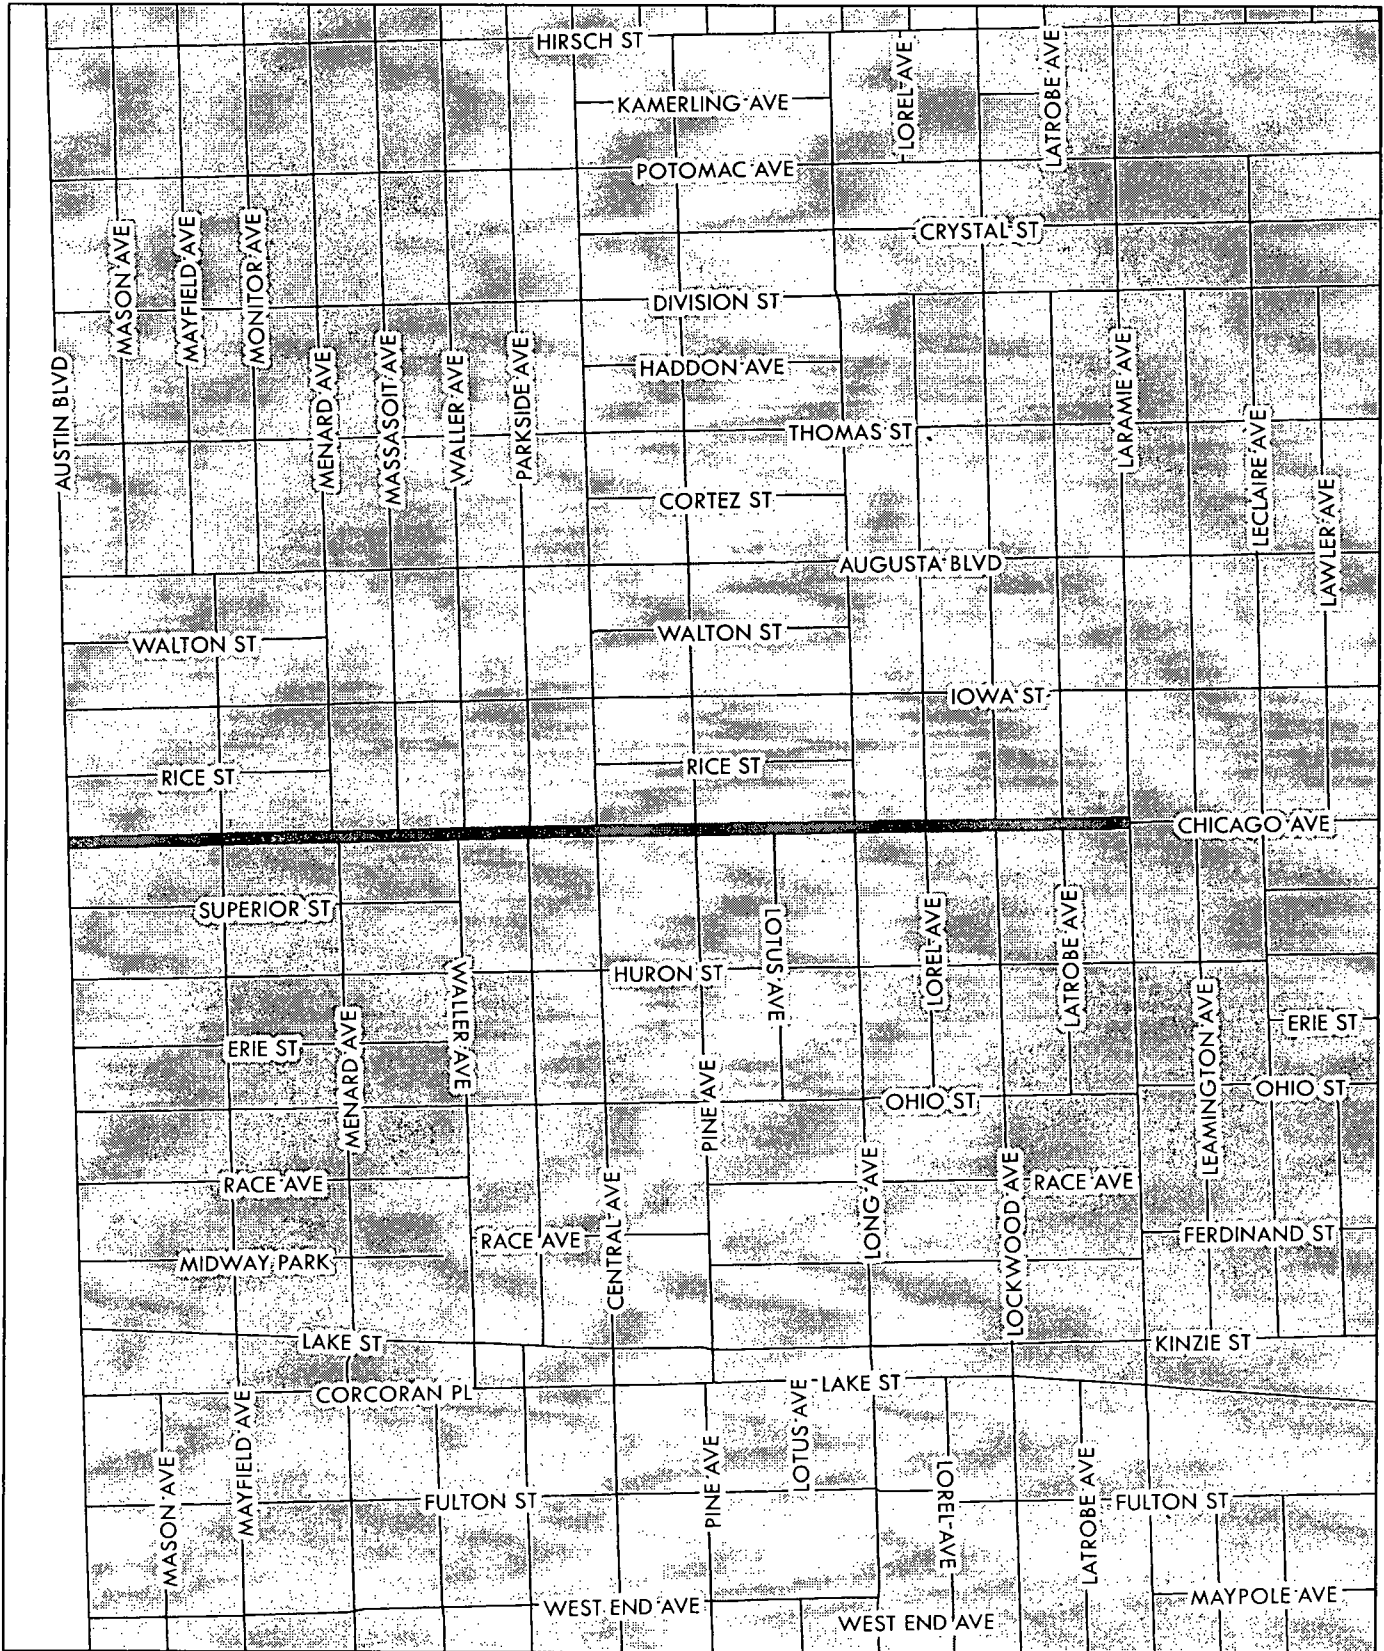 HIRSCH ST
LOREL AVE
LATROBE AVE
KAMERLING AVE
POTOMAC AVE
MASON AVE
MAYFIELD AVE
MONITOR AVE
CRYSTAL ST
DIVISION ST
AUSTIN BLVD
MENARD AVE
MASSASOIT AVE
WALLER AVE
PARKSIDE AVE
HADDON AVE
LARAMIE AVE
THOMAS ST
LECLAIRE AVE
CORTEZ ST
LAWLER AVE
AUGUSTA BLVD
WALTON ST
WALTON ST
IOWA ST
RICE ST
RICE ST
CHICAGO AVE
SUPERIOR ST
LOTUS AVE
LOREL AVE
LATROBE AVE
WALLER AVE
HURON ST
LEAMINGTON AVE
ERIE ST
MENARD AVE
ERIE ST
PINE AVE
OHIO ST
OHIO ST
RACE AVE
CENTRAL AVE
LONG AVE
LOCKWOOD AVE
RACE AVE
RACE AVE
FERDINAND ST
MIDWAY PARK
LAKE ST
KINZIE ST
CORCORAN PL
LAKE ST
MASON AVE
MAYFIELD AVE
PINE AVE
LOTUS AVE
LOREL AVE
LATROBE AVE
FULTON ST
FULTON ST
WEST END AVE
WEST END AVE
MAYPOLE AVE